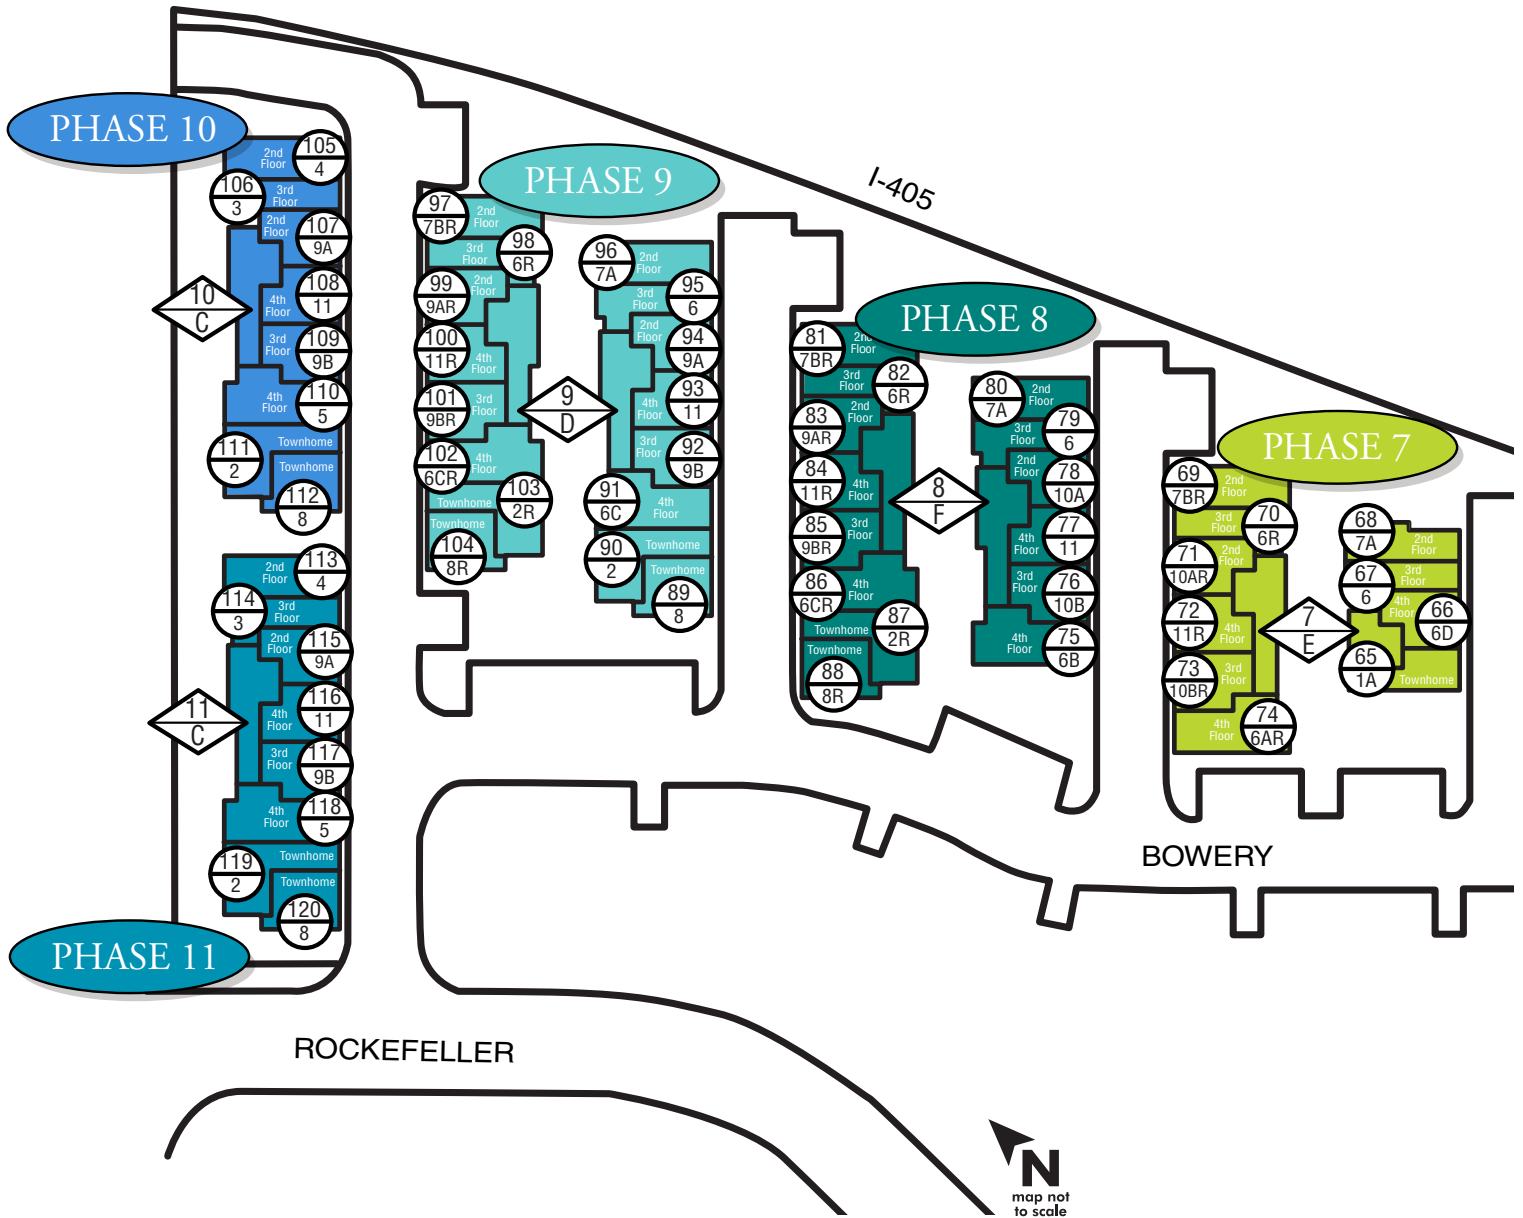 I-405
PHASE 10
2nd
Floor
105
4
106
3
3rd
Floor
2nd
Floor
107
9A
10
C
108
11
4th
Floor
3rd
Floor
109
9B
4th
Floor
110
5
Townhome
111
2
Townhome
112
8
2nd
Floor
113
4
114
3
3rd
Floor
2nd
Floor
115
9A
11
C
4th
Floor
116
11
3rd
Floor
117
9B
4th
Floor
118
5
Townhome
119
2
Townhome
120
8
PHASE 11
PHASE 9
97
7BR
2nd
Floor
3rd
Floor
98
6R
99
9AR
2nd
Floor
100
11R
4th
Floor
101
9BR
3rd
Floor
102
6CR
4th
Floor
Townhome
103
2R
Townhome
104
8R
9
D
96
7A
2nd
Floor
3rd
Floor
95
6
2nd
Floor
94
9A
4th
Floor
93
11
3rd
Floor
92
9B
91
6C
4th
Floor
90
2
Townhome
Townhome
89
8
PHASE 8
81
7BR
2nd
Floor
3rd
Floor
82
6R
83
9AR
2nd
Floor
84
11R
4th
Floor
85
9BR
3rd
Floor
86
6CR
4th
Floor
Townhome
87
2R
Townhome
88
8R
8
F
80
7A
2nd
Floor
3rd
Floor
79
6
2nd
Floor
78
10A
4th
Floor
77
11
3rd
Floor
76
10B
4th
Floor
75
6B
PHASE 7
69
7BR
2nd
Floor
3rd
Floor
70
6R
71
10AR
2nd
Floor
72
11R
4th
Floor
73
10BR
3rd
Floor
4th
Floor
74
6AR
7
E
68
7A
2nd
Floor
67
6
3rd
Floor
4th
Floor
66
6D
65
1A
Townhome
BOWERY
ROCKEFELLER
N
map not
to scale